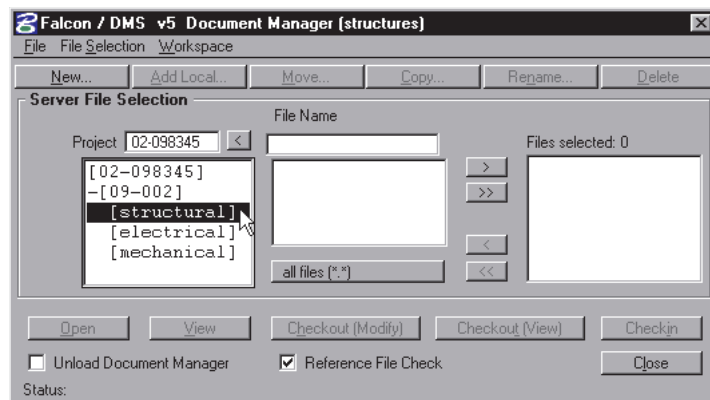 Falcon / DMS v5 Document Manager (structures)
File File Selection Workspace
New... Add Local... Move... Copy... Rename... Delete
Server File Selection
File Name
Project 02-098345 < Files selected: 0
[02-098345]
-[09-002]
[structural]
[electrical]
[mechanical]
>
>>
<
<<
all files (*.*)
Open View Checkout (Modify) Checkout (View) Checkin
Unload Document Manager Reference File Check Close
Status: